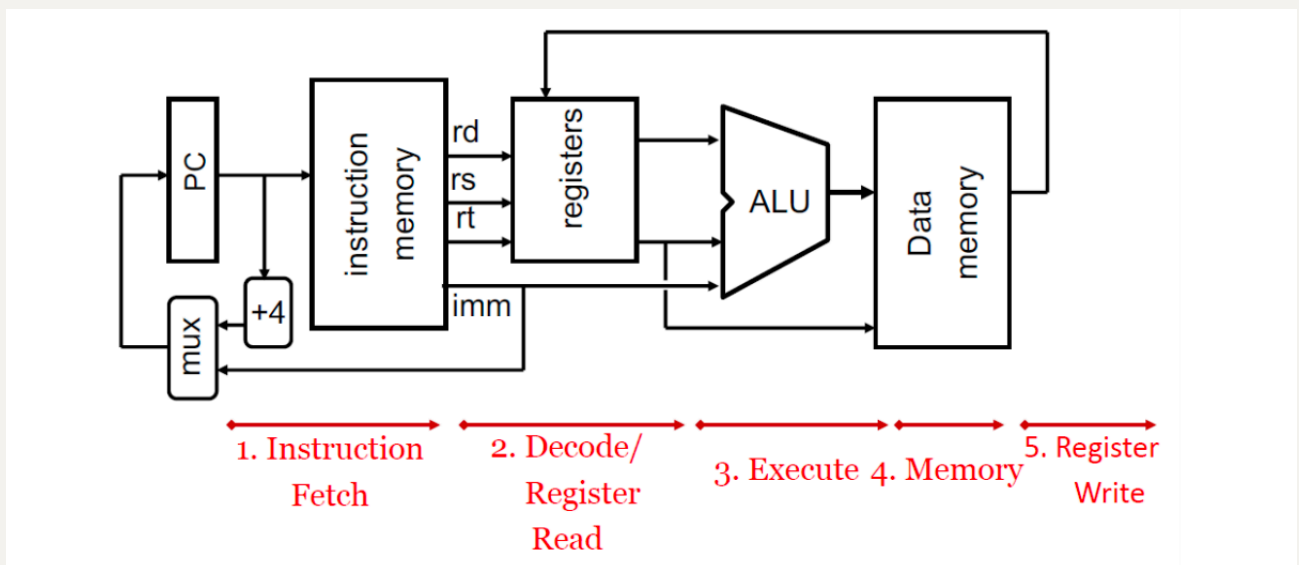 PC
+4
mux
instruction
memory
rd
rs
rt
imm
registers
ALU
Data
memory
1. Instruction
Fetch
2. Decode/
Register
Read
3. Execute
4. Memory
5. Register
Write